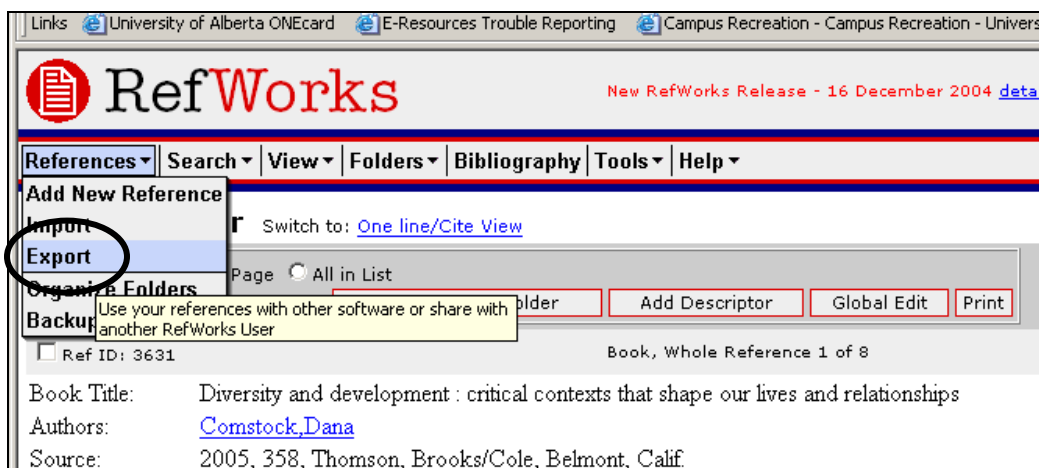 Links University of Alberta ONEcard E-Resources Trouble Reporting Campus Recreation - Campus Recreation - Univers
RefWorks New RefWorks Release - 16 December 2004 deta
References Search View Folders Bibliography Tools Help
Add New Reference
Import r Switch to: One line/Cite View
Export
Page All in List
Organize Folders older Add Descriptor Global Edit Print
Backup Use your references with other software or share with
another RefWorks User
Ref ID: 3631 Book, Whole Reference 1 of 8
Book Title: Diversity and development : critical contexts that shape our lives and relationships
Authors: Comstock,Dana
Source: 2005, 358, Thomson, Brooks/Cole, Belmont, Calif.